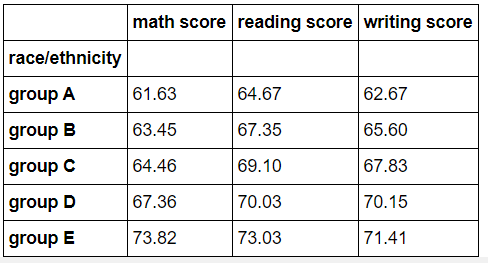 math score reading score writing score
race/ethnicity
group A 61.63 64.67 62.67
group B 63.45 67.35 65.60
group C 64.46 69.10 67.83
group D 67.36 70.03 70.15
group E 73.82 73.03 71.41